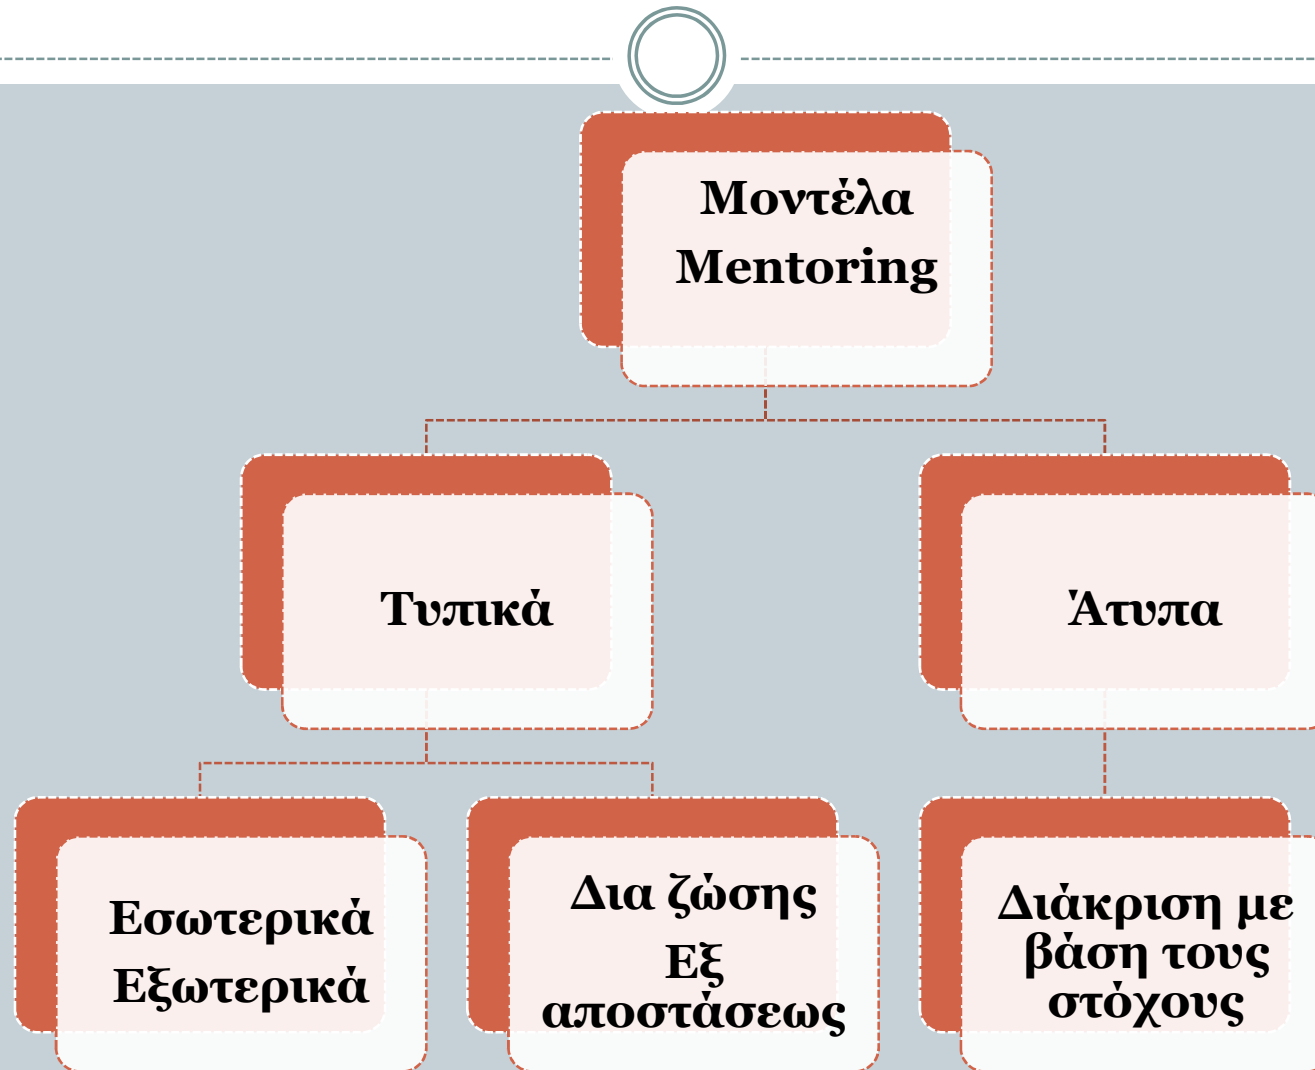 Μοντέλα
Mentoring
Τυπικά
Άτυπα
Εσωτερικά
Εξωτερικά
Δια ζώσης
Εξ
αποστάσεως
Διάκριση με
βάση τους
στόχους